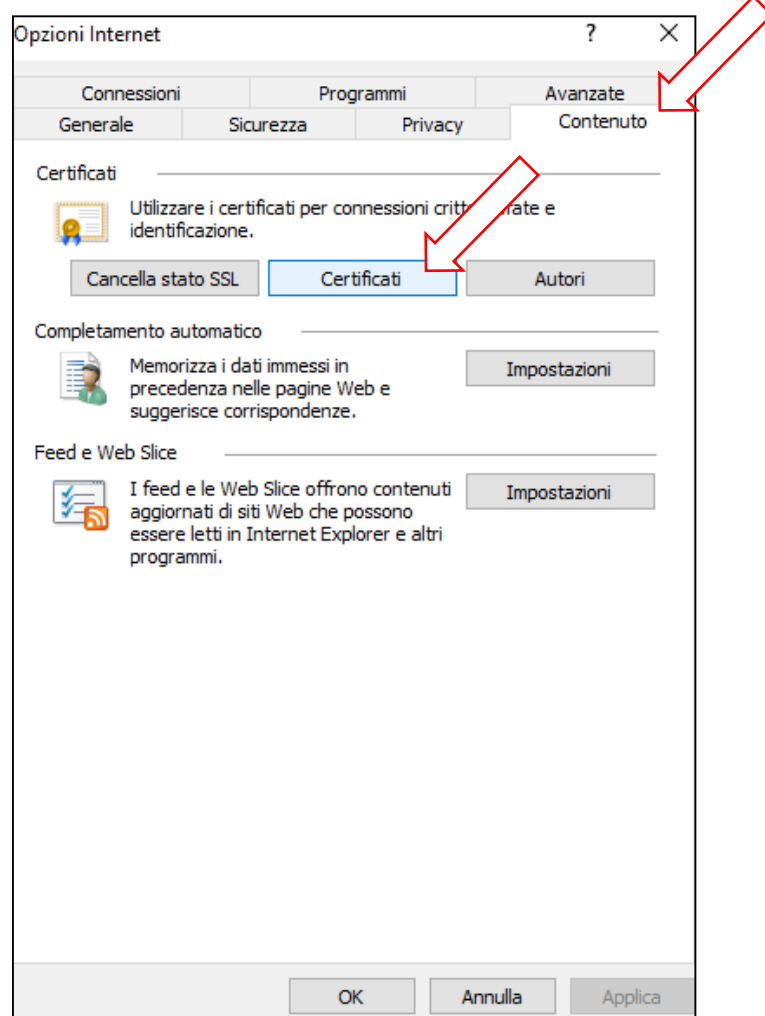 Opzioni Internet ? ×
Connessioni Programmi Avanzate
Generale Sicurezza Privacy Contenuto
Certificati
Utilizzare i certificati per connessioni critto rate e
identificazione.
Cancella stato SSL Certificati Autori
Completamento automatico
Memorizza i dati immessi in
precedenza nelle pagine Web e
suggerisce corrispondenze.
Impostazioni
Feed e Web Slice
I feed e le Web Slice offrono contenuti
aggiornati di siti Web che possono
essere letti in Internet Explorer e altri
programmi.
Impostazioni
OK Annulla Applica